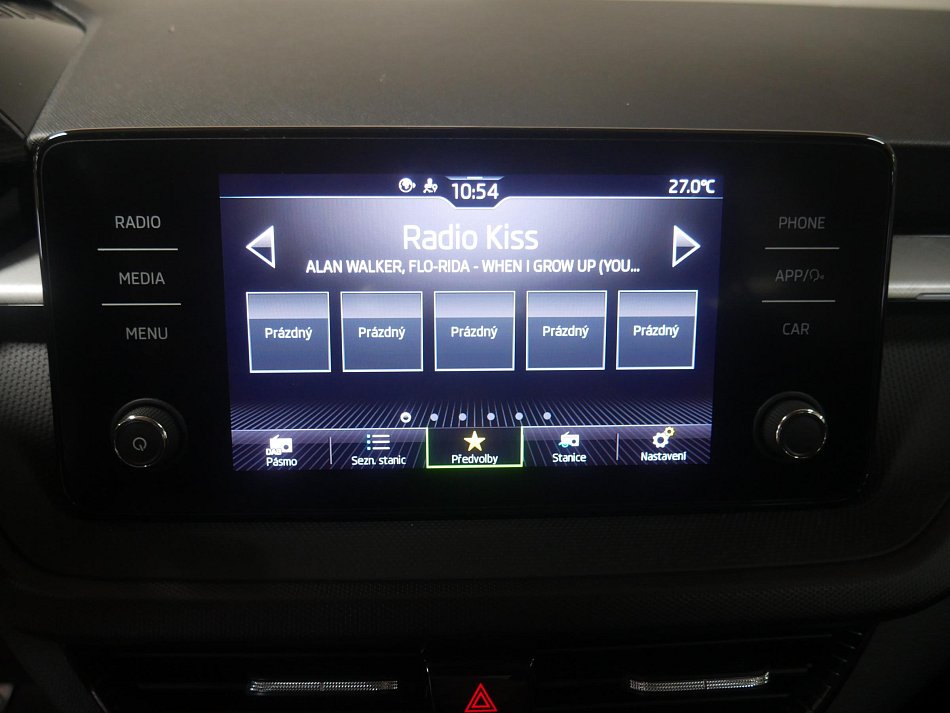 10:54
27.0°C
RADIO
MEDIA
MENU
Radio Kiss
ALAN WALKER, FLO-RIDA - WHEN I GROW UP (YOU...
Prázdný Prázdný Prázdný Prázdný Prázdný
DAB
Pásmo Sezn. stanic Předvolby Stanice Nastavení
PHONE
APP/
CAR